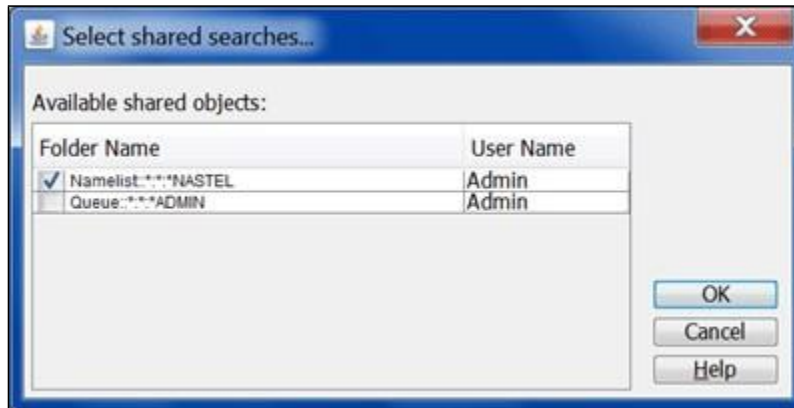 Select shared searches...
Available shared objects:
Folder Name User Name
Namelist::*:*:*NASTEL Admin
Queue::*:*:*ADMIN Admin
OK
Cancel
Help